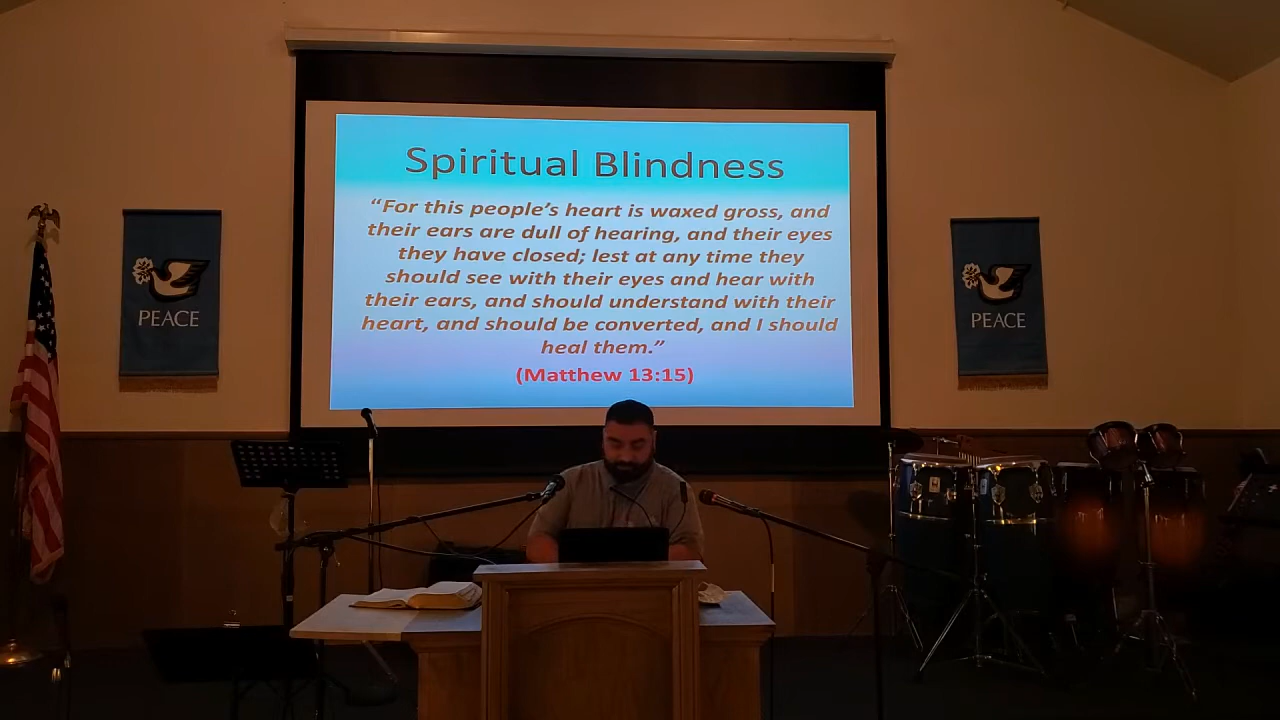 Spiritual Blindness
“For this people’s heart is waxed gross, and
their ears are dull of hearing, and their eyes
they have closed; lest at any time they
should see with their eyes and hear with
their ears, and should understand with their
heart, and should be converted, and I should
heal them.”
(Matthew 13:15)
PEACE
PEACE